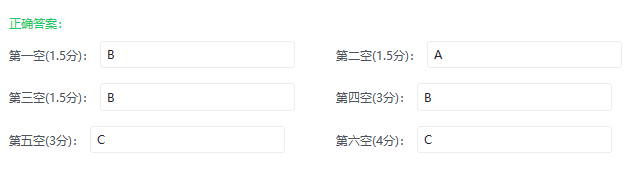 正确答案:
第一空(1.5分): B 第二空(1.5分): A
第三空(1.5分): B 第四空(3分): B
第五空(3分): C 第六空(4分): C